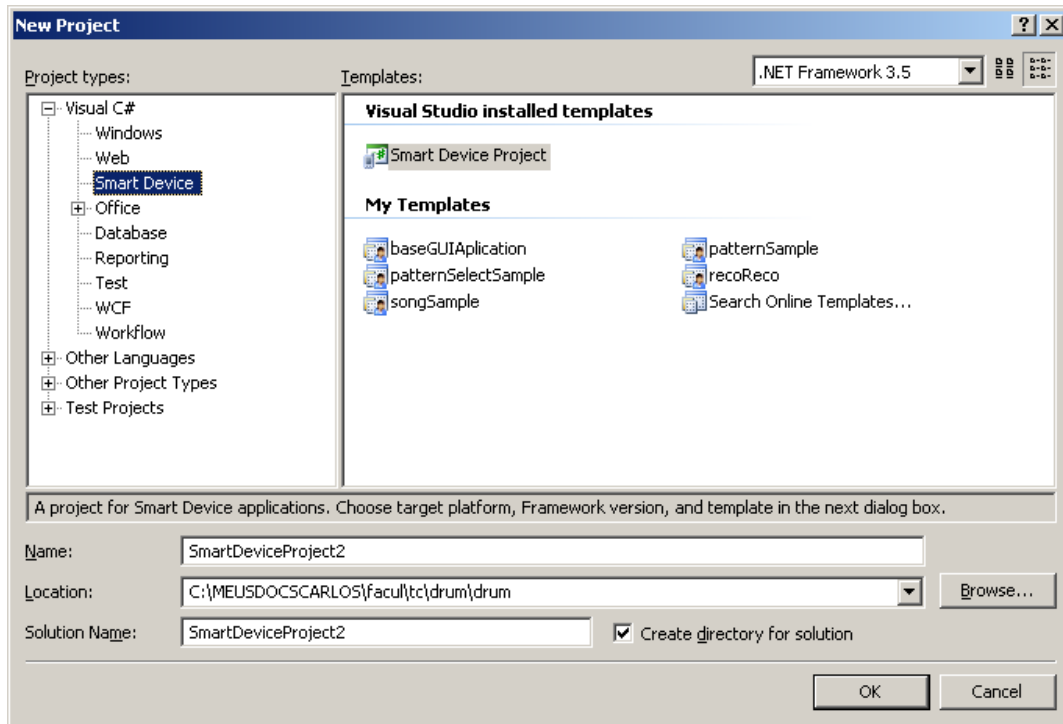 New Project
Project types:
Templates:
.NET Framework 3.5
Visual C#
Windows
Web
Smart Device
Office
Database
Reporting
Test
WCF
Workflow
Other Languages
Other Project Types
Test Projects
Visual Studio installed templates
Smart Device Project
My Templates
baseGUIAplication
patternSample
patternSelectSample
recoReco
songSample
Search Online Templates...
A project for Smart Device applications. Choose target platform, Framework version, and template in the next dialog box.
Name:
SmartDeviceProject2
Location:
C:\MEUSDOCSCARLOS\facul\tc\drum\drum
Browse...
Solution Name:
SmartDeviceProject2
Create directory for solution
OK
Cancel